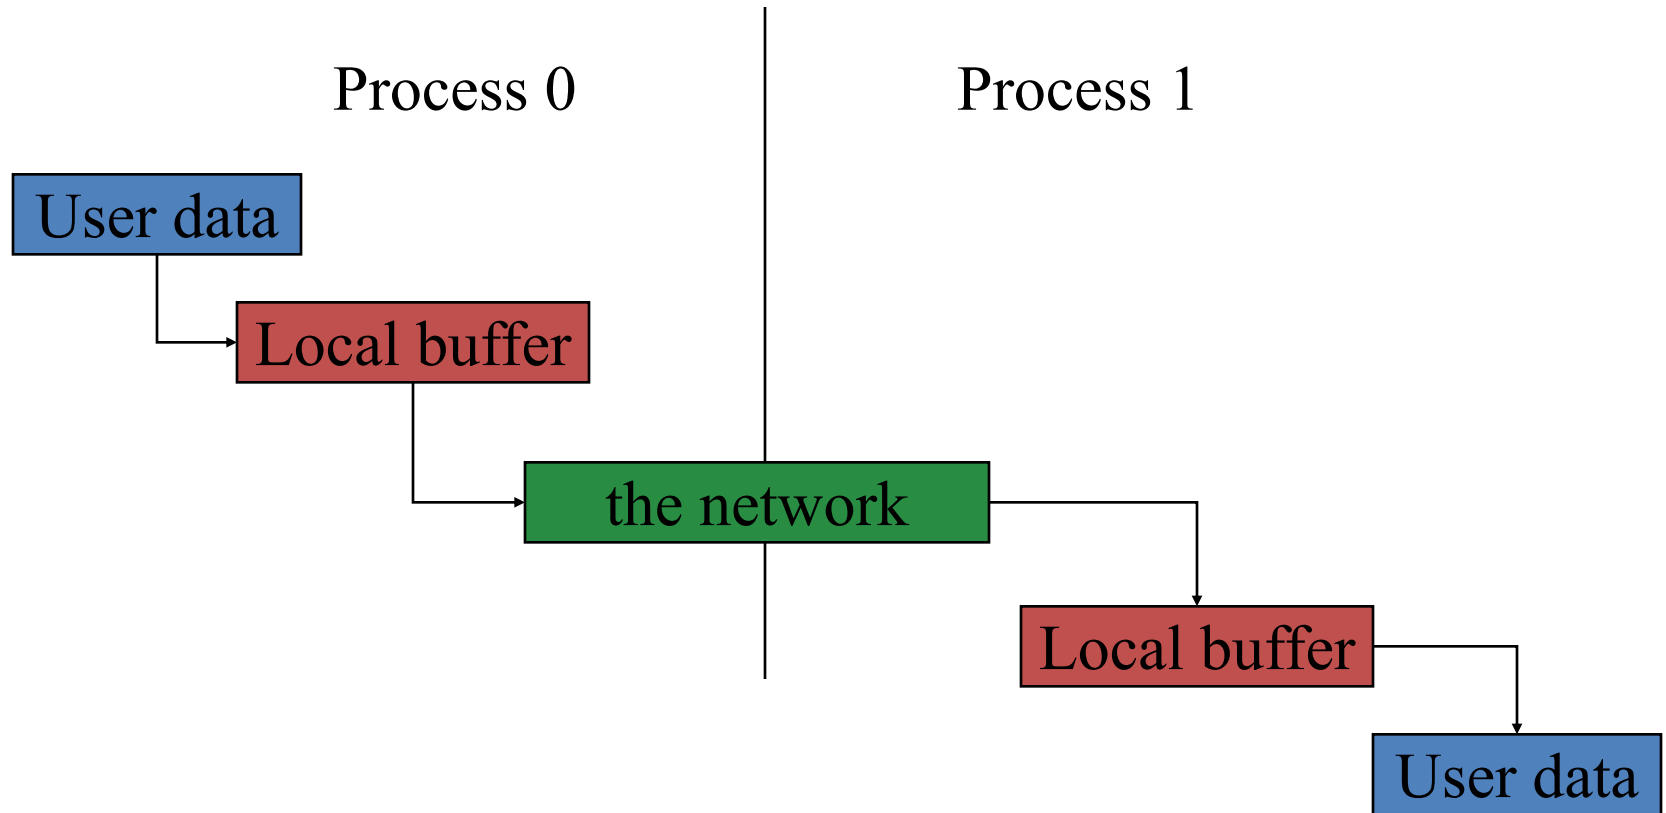 Process 0
Process 1
User data
Local buffer
the network
Local buffer
User data